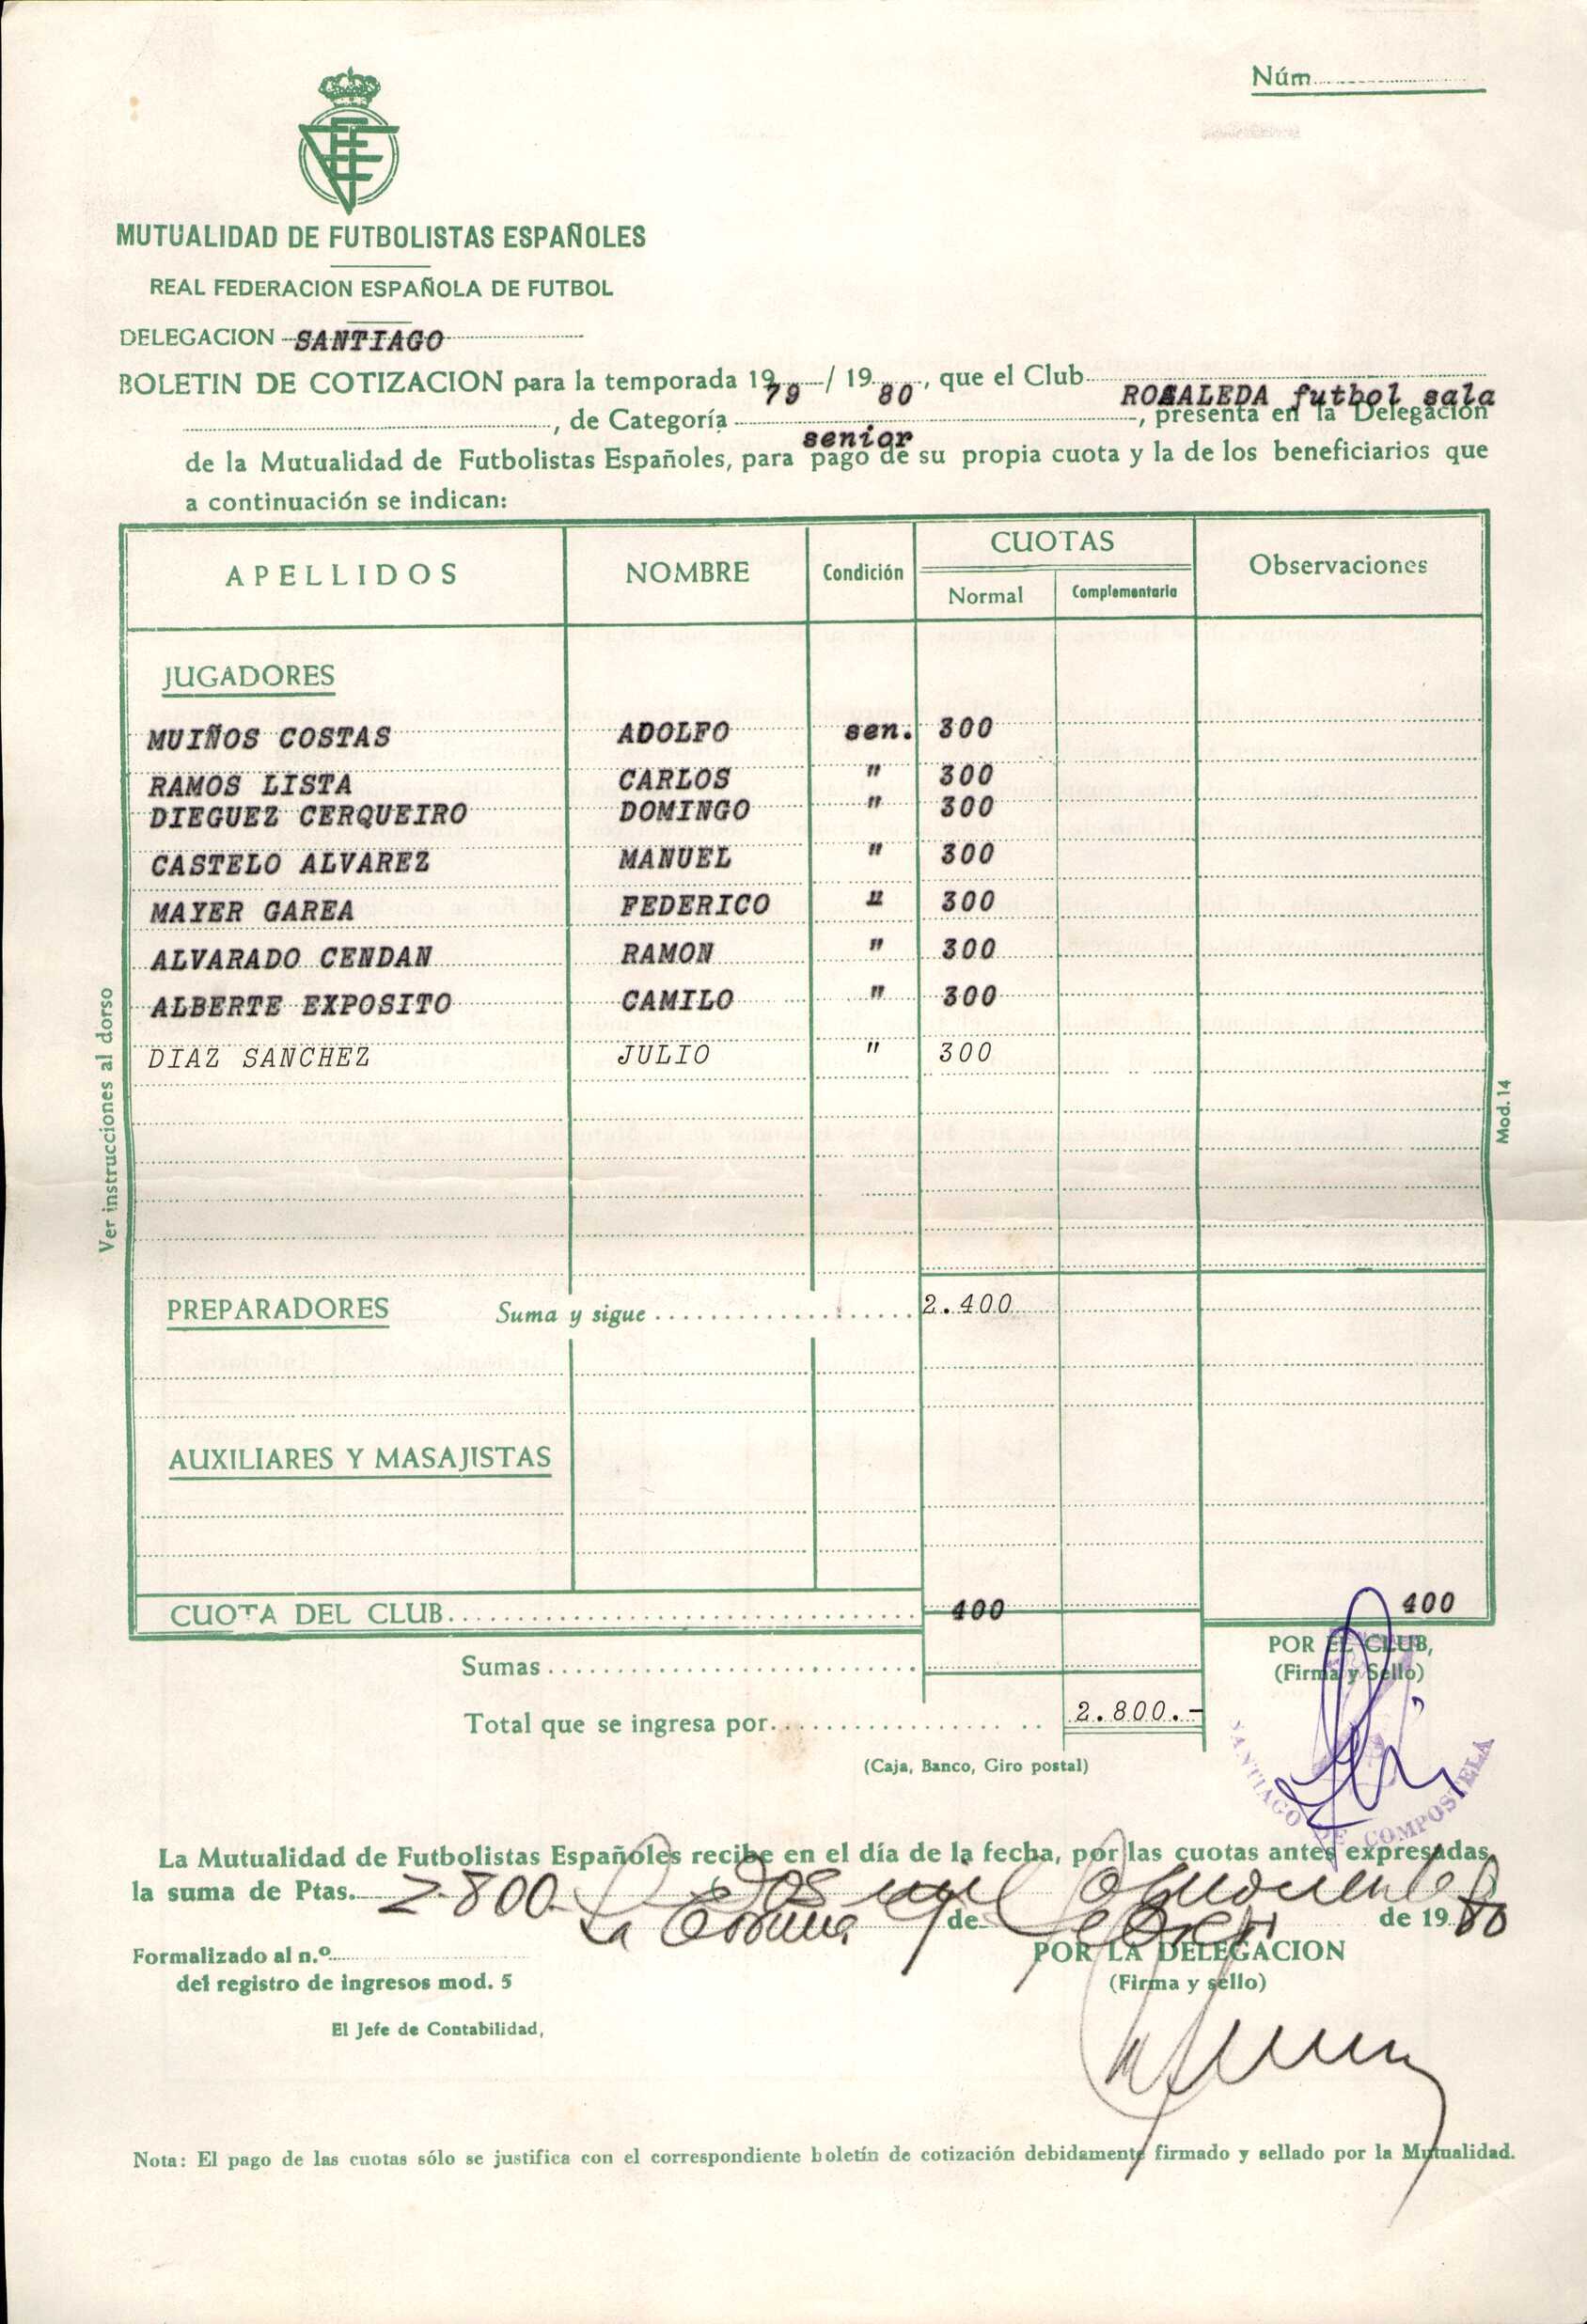 Núm.
MUTUALIDAD DE FUTBOLISTAS ESPAÑOLES
REAL FEDERACION ESPAÑOLA DE FUTBOL
DELEGACION SANTIAGO
BOLETIN DE COTIZACION para la temporada 1979 / 1980, que el Club ROSALEDA futbol sala
, de Categoría senior, presenta en la Delegación
de la Mutualidad de Futbolistas Españoles, para pago de su propia cuota y la de los beneficiarios que
a continuación se indican:
APELLIDOS NOMBRE Condición CUOTAS Observaciones
Normal Complementaria
JUGADORES
MUIÑOS COSTAS ADOLFO sen. 300
RAMOS LISTA CARLOS " 300
DIEGUEZ CERQUEIRO DOMINGO " 300
CASTELO ALVAREZ MANUEL " 300
MAYER GAREA FEDERICO " 300
ALVARADO CENDAN RAMON " 300
ALBERTE EXPOSITO CAMILO " 300
DIAZ SANCHEZ JULIO " 300
Ver instrucciones al dorso
Mod. 14
PREPARADORES Suma y sigue 2.400
AUXILIARES Y MASAJISTAS
CUOTA DEL CLUB 400 400
POR EL CLUB,
(Firma y Sello)
Sumas
Total que se ingresa por 2.800.-
(Caja, Banco, Giro postal)
SANTIAGO DE COMPOSTELA
La Mutualidad de Futbolistas Españoles recibe en el día de la fecha, por las cuotas antes expresadas,
la suma de Ptas. 2.800- Dos mil
La Coruña de de 1980
Formalizado al n.º
del registro de ingresos mod. 5
POR LA DELEGACION
(Firma y sello)
El Jefe de Contabilidad,
Nota: El pago de las cuotas sólo se justifica con el correspondiente boletín de cotización debidamente firmado y sellado por la Mutualidad.